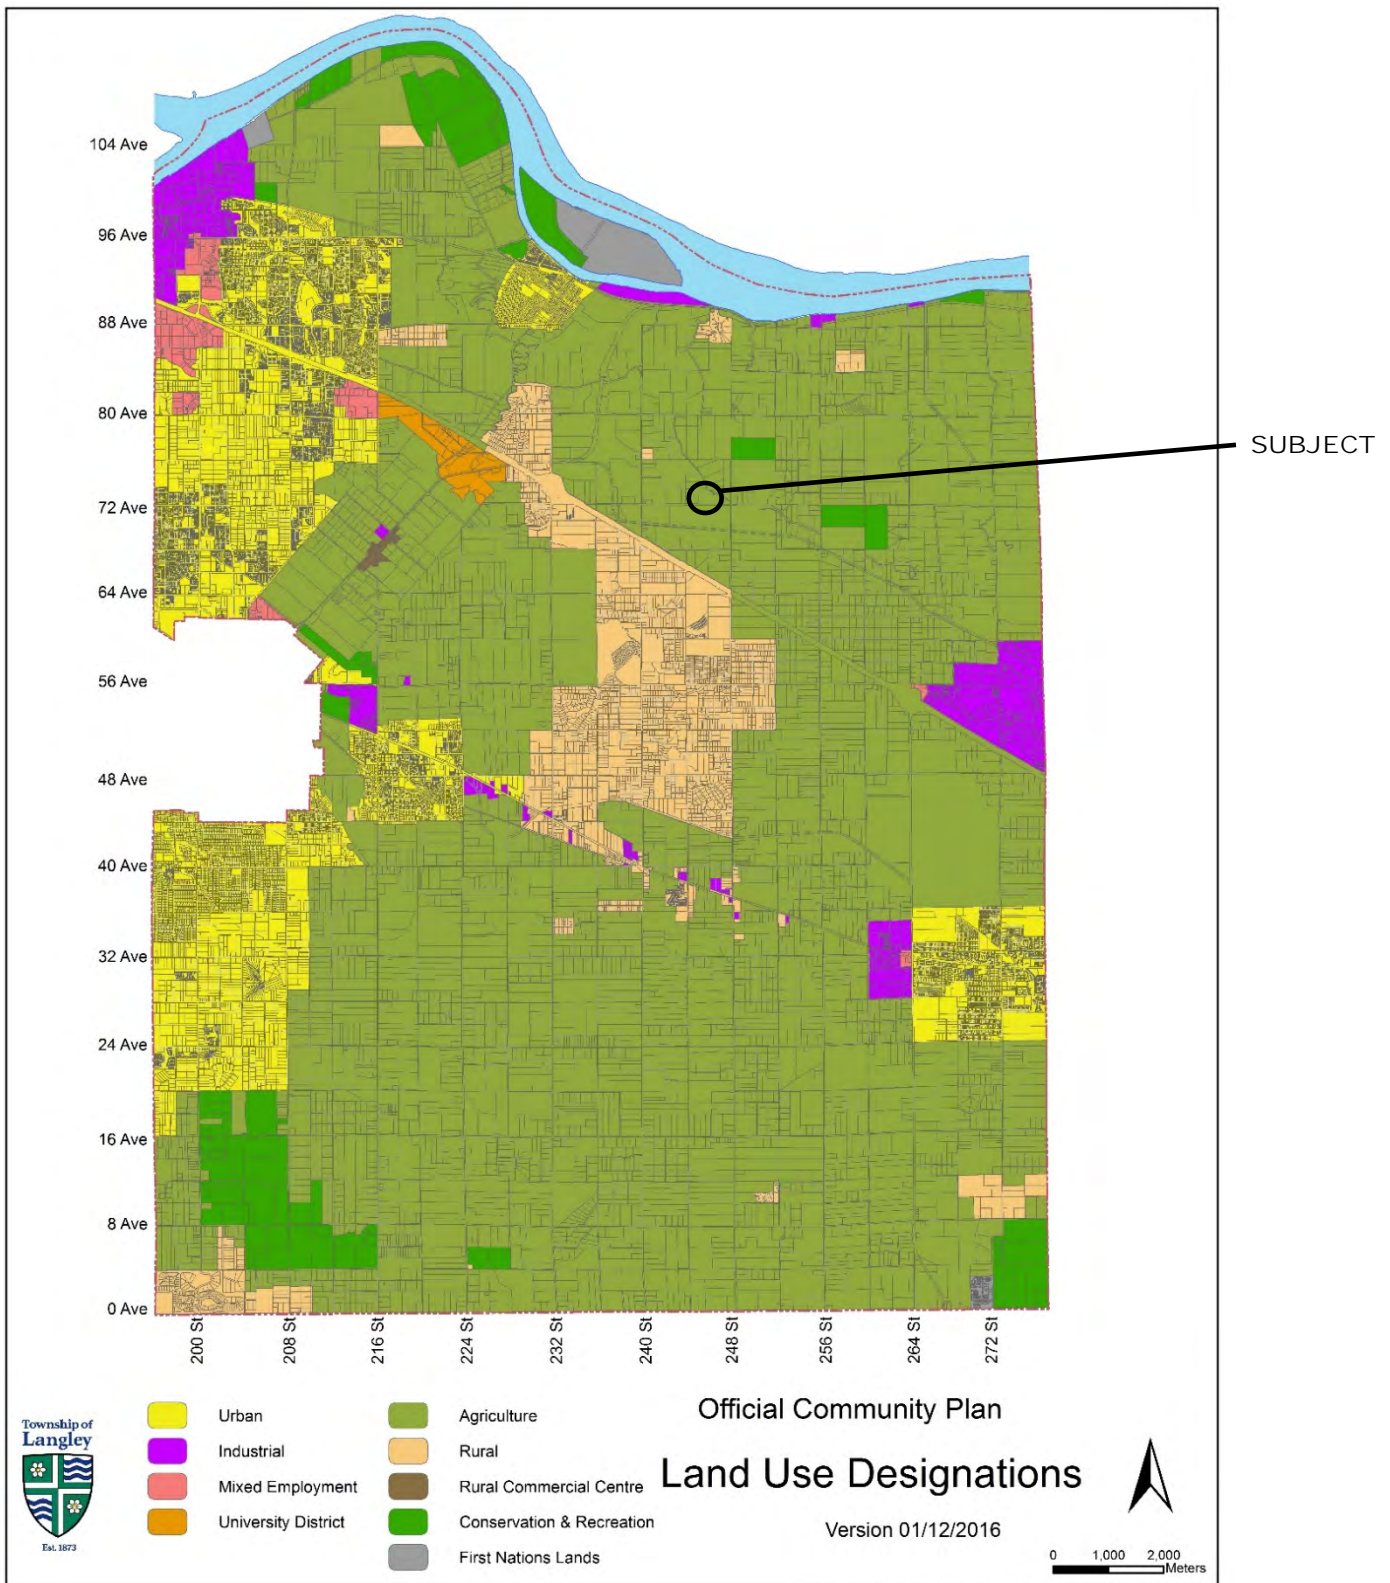 104 Ave
96 Ave
88 Ave
80 Ave
SUBJECT
72 Ave
64 Ave
56 Ave
48 Ave
40 Ave
32 Ave
24 Ave
16 Ave
8 Ave
0 Ave
200 St
208 St
216 St
224 St
232 St
240 St
248 St
256 St
264 St
272 St
Township of
Langley
Est. 1873
Urban
Industrial
Mixed Employment
University District
Agriculture
Rural
Rural Commercial Centre
Conservation & Recreation
First Nations Lands
Official Community Plan
Land Use Designations
Version 01/12/2016
0 1,000 2,000
Meters